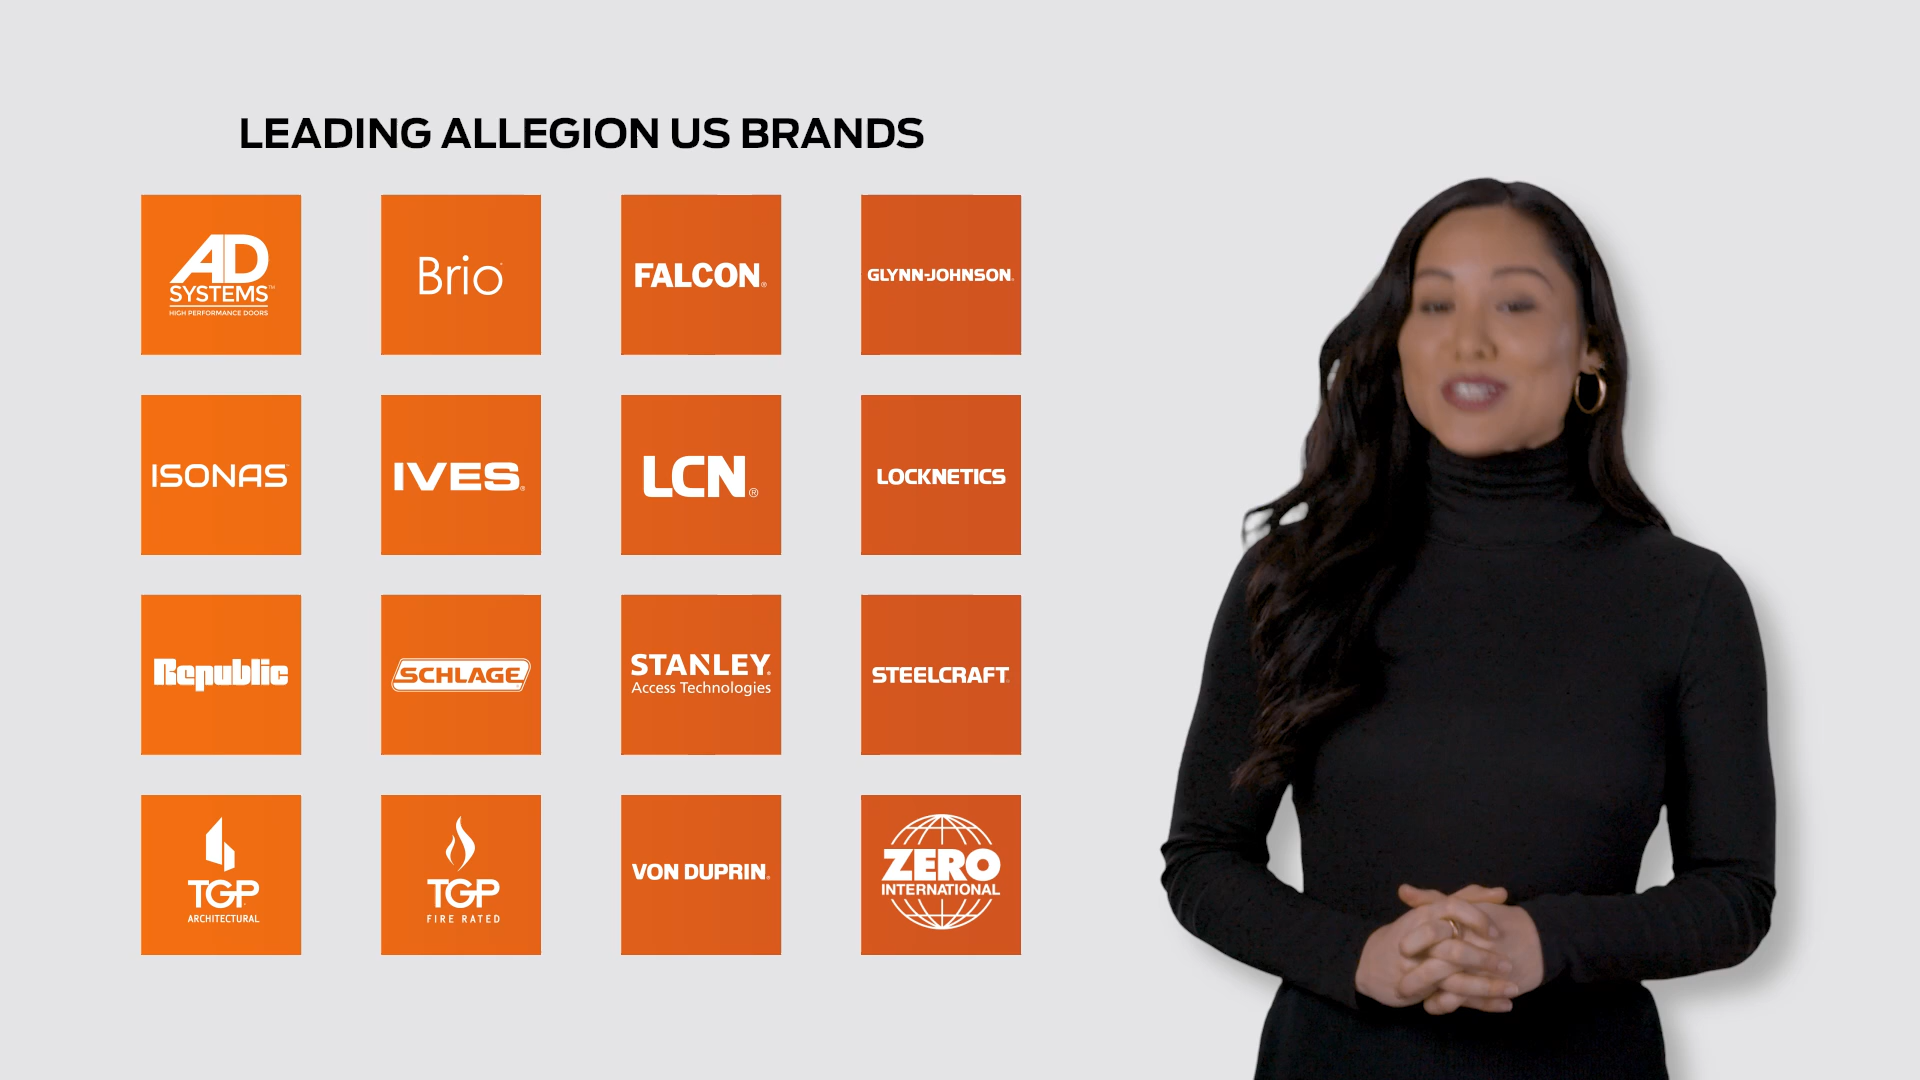 LEADING ALLEGION US BRANDS
AD
SYSTEMS™
HIGH PERFORMANCE DOORS
Brio
FALCON®
GLYNN-JOHNSON®
ISONAS
IVES®
LCN®
LOCKNETICS
Republic
SCHLAGE
STANLEY®
Access Technologies
STEELCRAFT
TGP
ARCHITECTURAL
TGP
FIRE RATED
VON DUPRIN®
ZERO
INTERNATIONAL